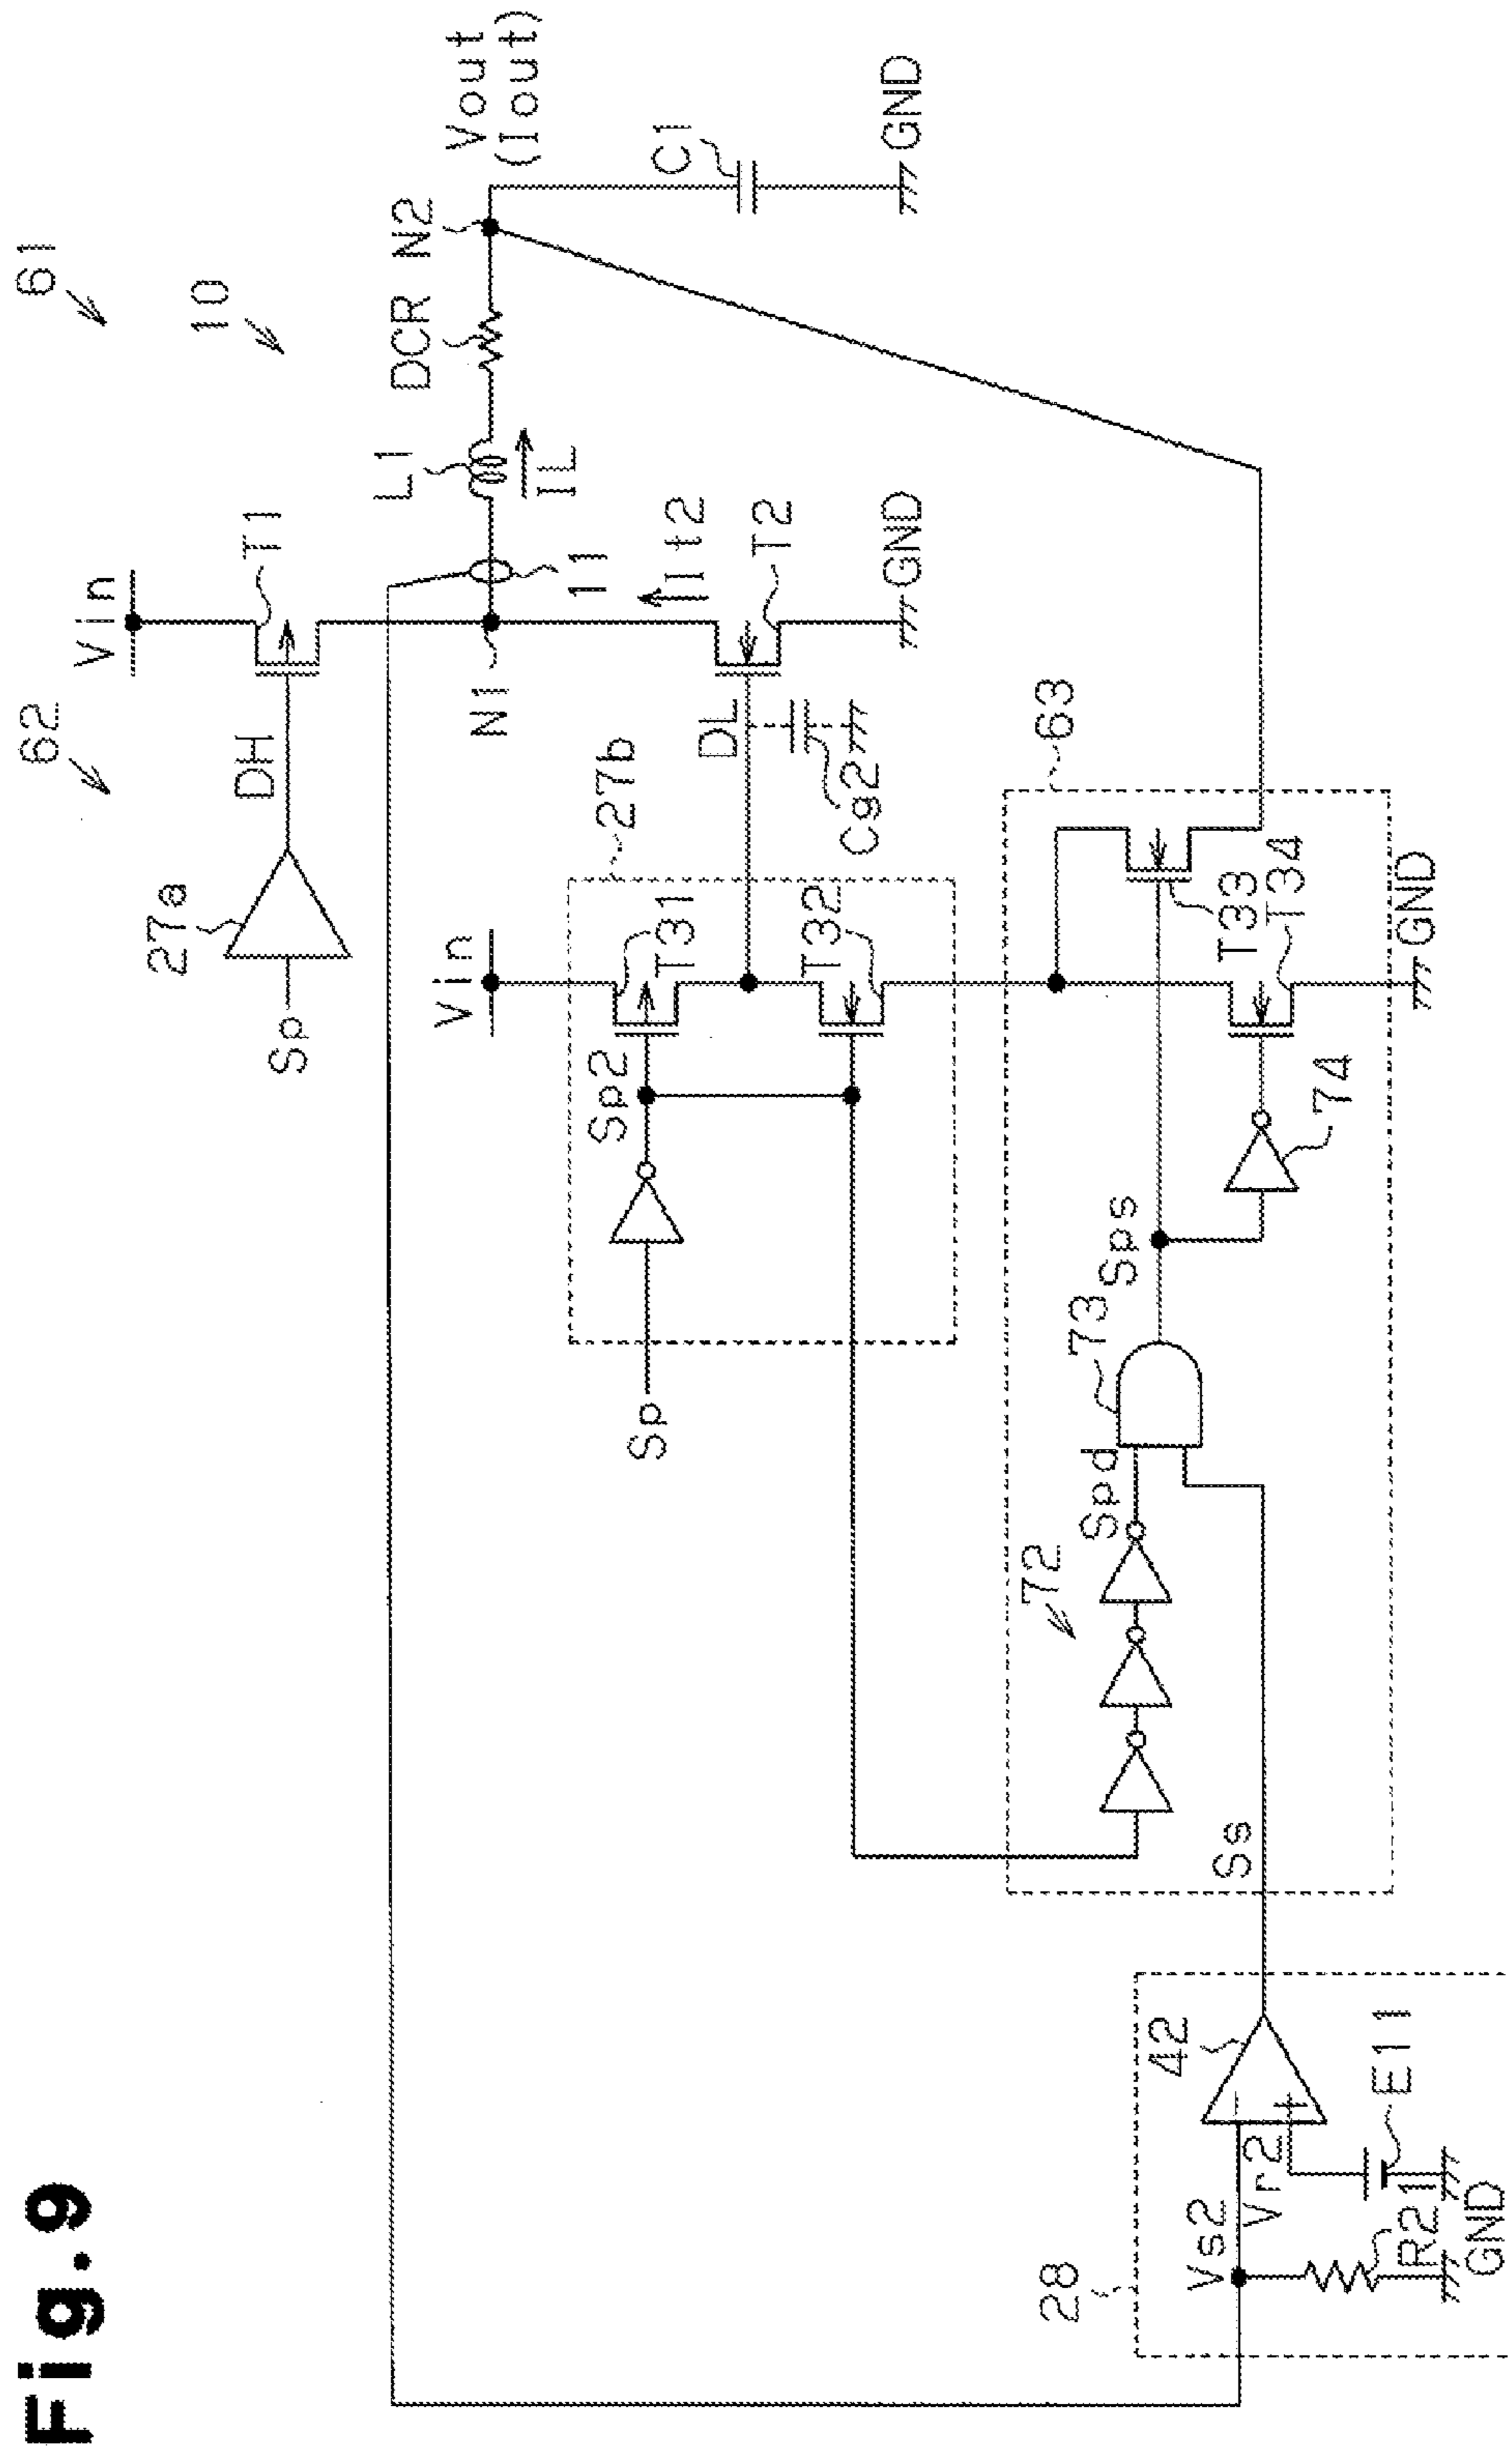 Fig.9
61
62
10
Vin
T1
27a
DH
Sp
L1
DCR
N2
Vout
(Iout)
IL
11
N1
C1
GND
It2
T2
GND
DL
Cg2
27b
Vin
T31
Sp2
T32
Sp
63
T33
T34
GND
74
Sps
73
Spd
72
Ss
42
E11
Vs2
Vr2
R21
GND
28